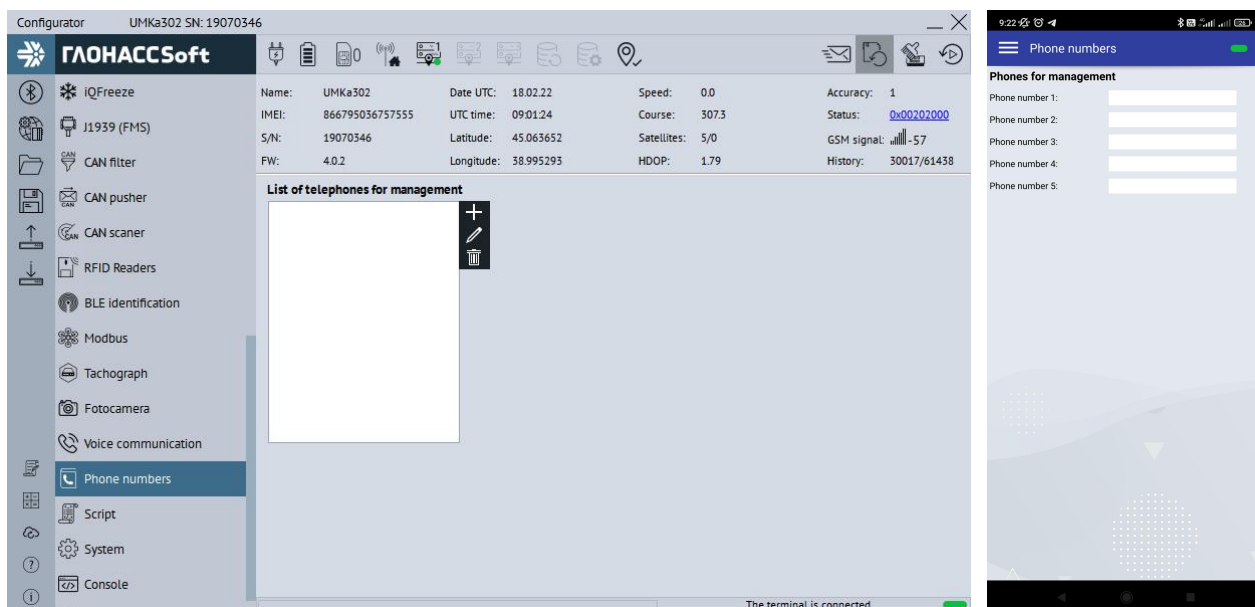 Configurator UMKa302 SN: 19070346
ГЛОНАССSoft
0
iQFreeze
J1939 (FMS)
CAN
CAN filter
CAN
CAN pusher
CAN
CAN scaner
RFID Readers
BLE identification
Modbus
Tachograph
Fotocamera
Voice communication
Phone numbers
Script
System
Console
Name: UMKa302 Date UTC: 18.02.22 Speed: 0.0 Accuracy: 1
IMEI: 866795036757555 UTC time: 09:01:24 Course: 307.3 Status: 0x00202000
S/N: 19070346 Latitude: 45.063652 Satellites: 5/0 GSM signal: -57
FW: 4.0.2 Longitude: 38.995293 HDOP: 1.79 History: 30017/61438
List of telephones for management
The terminal is connected
9:22
Phone numbers
Phones for management
Phone number 1:
Phone number 2:
Phone number 3:
Phone number 4:
Phone number 5: